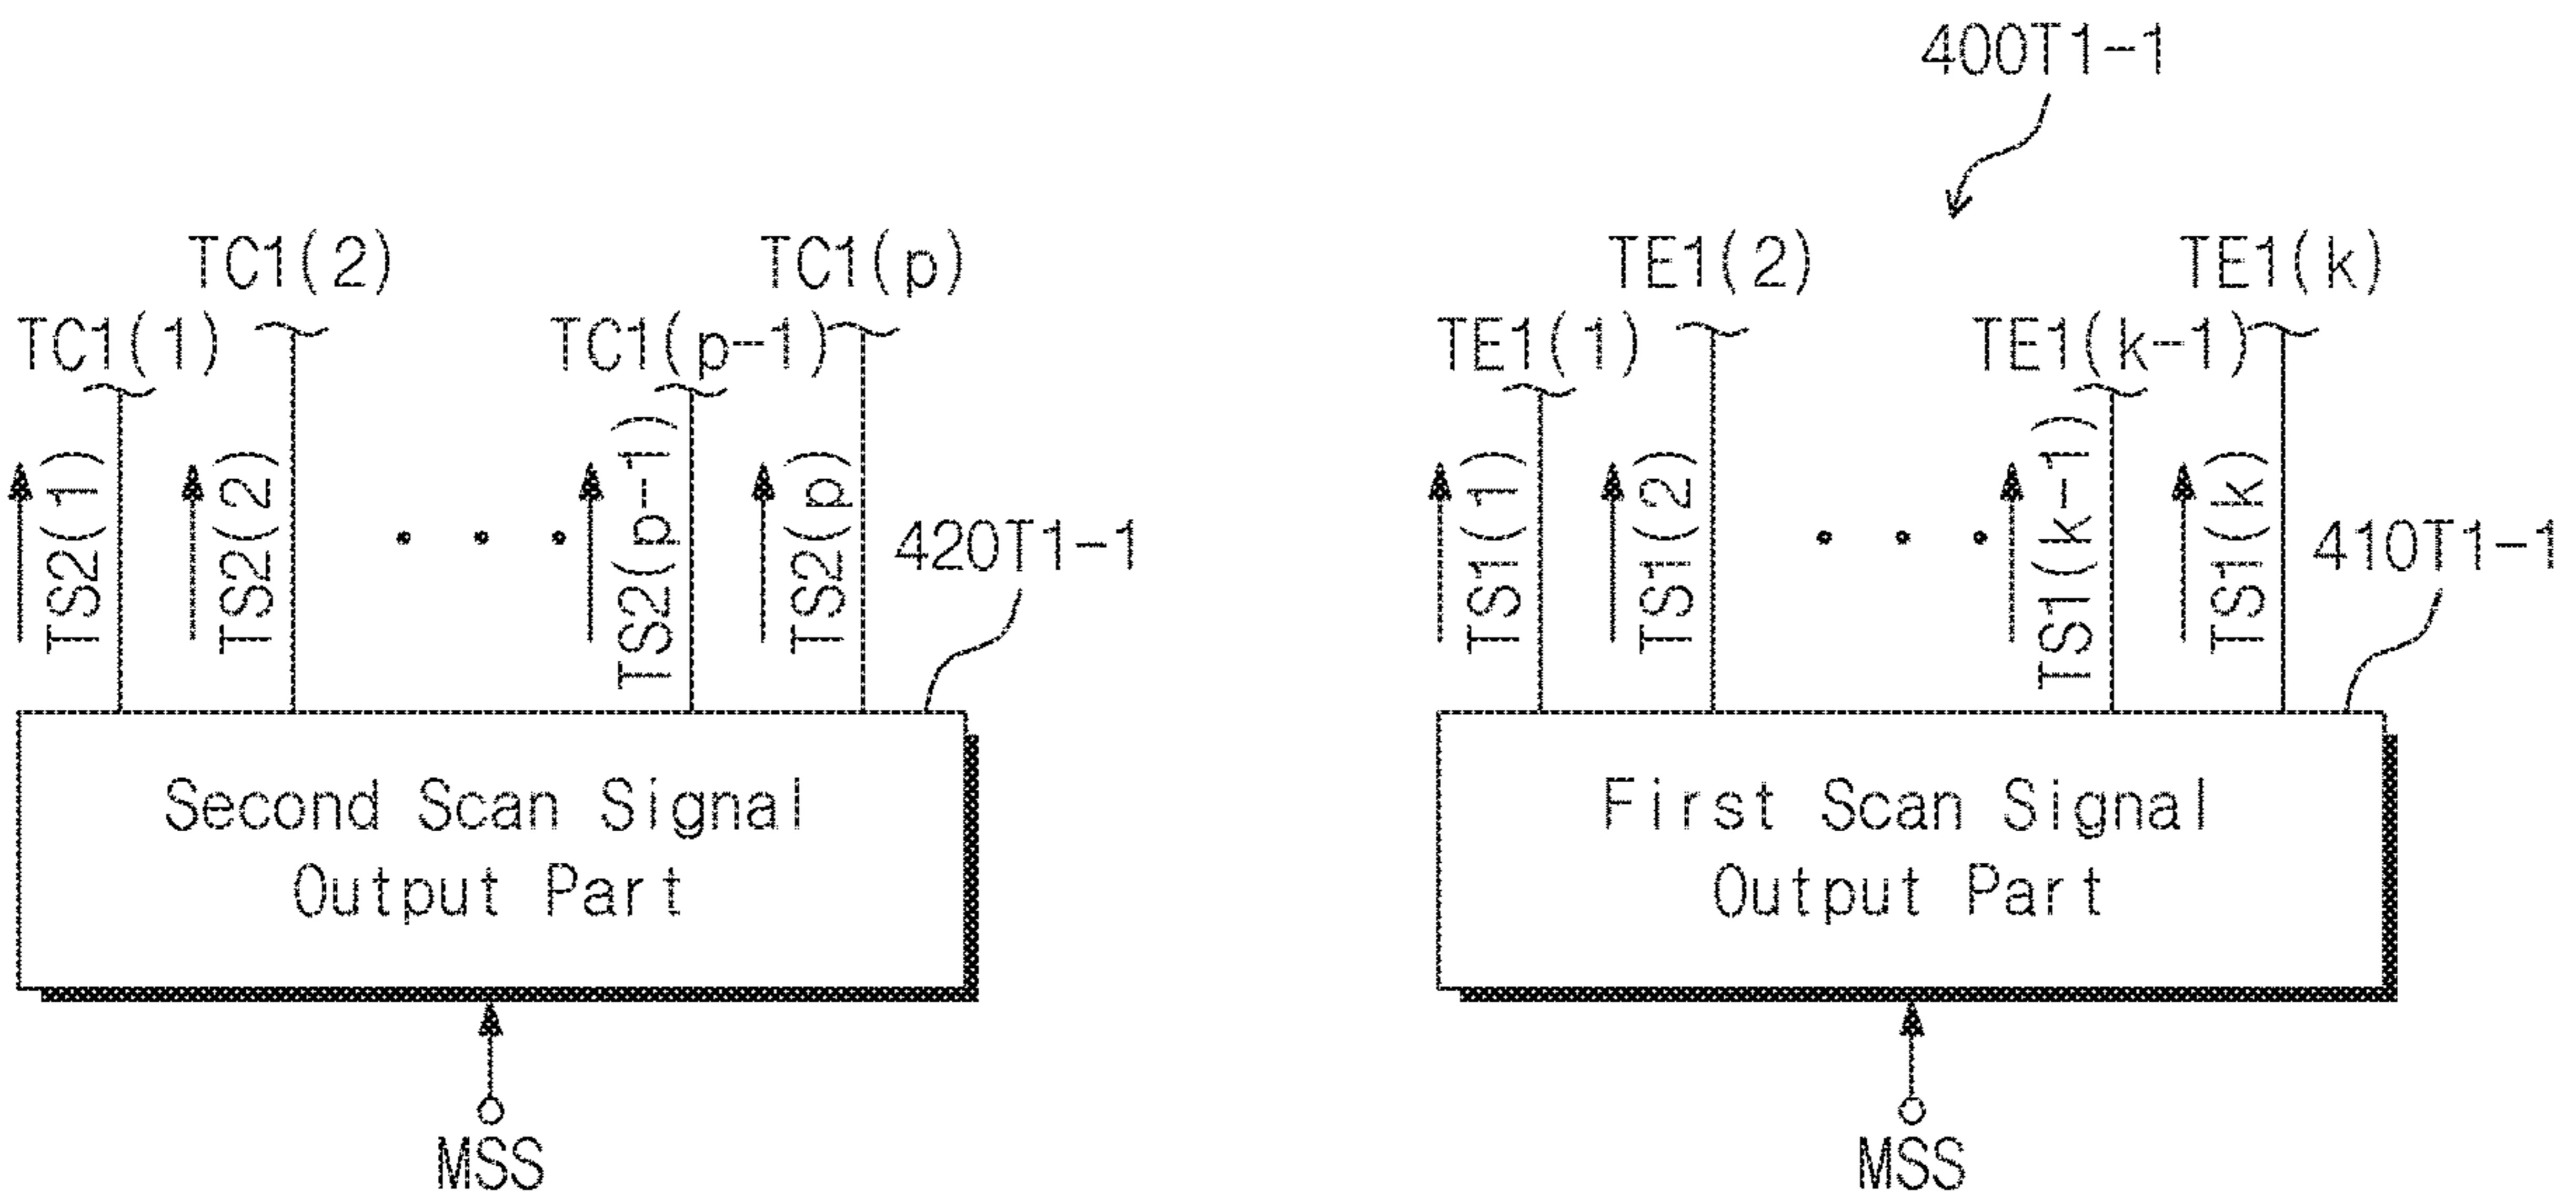 400T1-1
TC1(2)
TC1(p)
TE1(2)
TE1(k)
TC1(1)
TC1(p-1)
TE1(1)
TE1(k-1)
TS2(1)
TS2(2)
TS2(p-1)
TS2(p)
420T1-1
TS1(1)
TS1(2)
TS1(k-1)
TS1(k)
410T1-1
Second Scan Signal
Output Part
First Scan Signal
Output Part
MSS
MSS